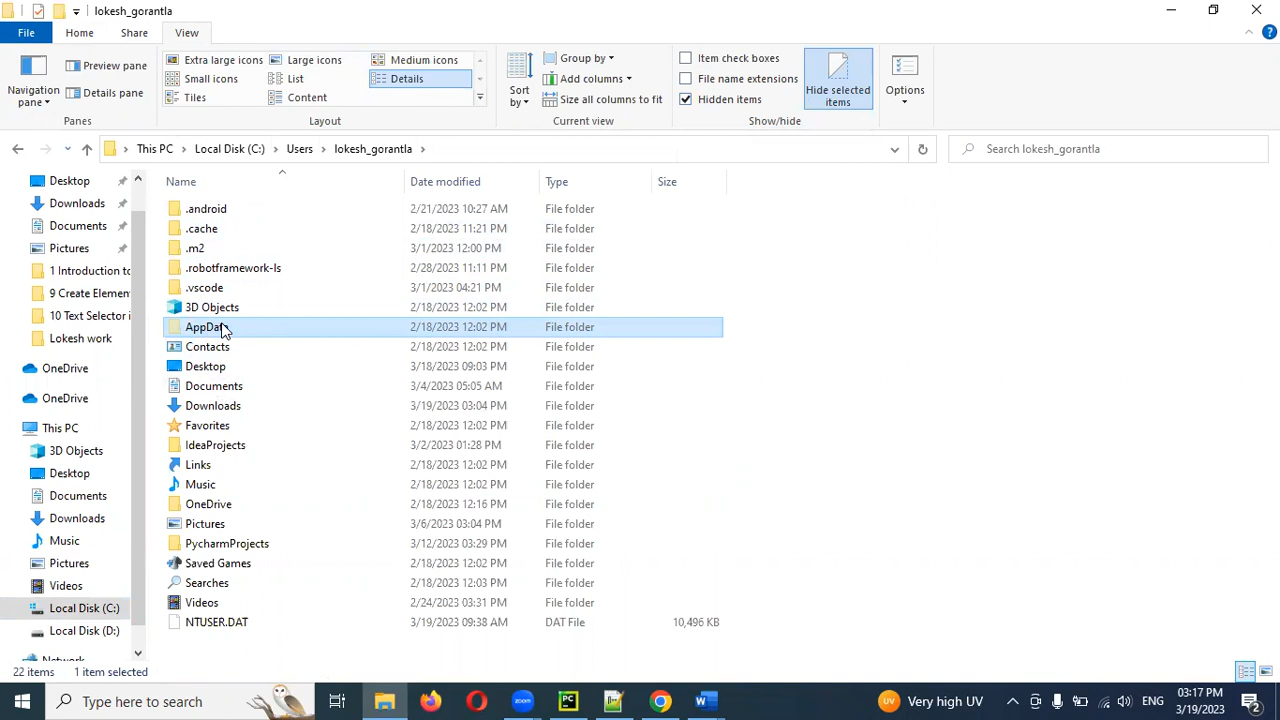 lokesh_gorantla
File Home Share View
Navigation pane
Preview pane
Details pane
Panes
Extra large icons Large icons Medium icons
Small icons List Details
Tiles Content
Layout
Sort by
Group by
Add columns
Size all columns to fit
Current view
Item check boxes
File name extensions
Hidden items
Hide selected items
Show/hide
Options
This PC > Local Disk (C:) > Users > lokesh_gorantla >
Search lokesh_gorantla
Desktop
Downloads
Documents
Pictures
1 Introduction to
9 Create Element
10 Text Selector i
Lokesh work
OneDrive
OneDrive
This PC
3D Objects
Desktop
Documents
Downloads
Music
Pictures
Videos
Local Disk (C:)
Local Disk (D:)
Network
Name Date modified Type Size
.android 2/21/2023 10:27 AM File folder
.cache 2/18/2023 11:21 PM File folder
.m2 3/1/2023 12:00 PM File folder
.robotframework-ls 2/28/2023 11:11 PM File folder
.vscode 3/1/2023 04:21 PM File folder
3D Objects 2/18/2023 12:02 PM File folder
AppData 2/18/2023 12:02 PM File folder
Contacts 2/18/2023 12:02 PM File folder
Desktop 3/18/2023 09:03 PM File folder
Documents 3/4/2023 05:05 AM File folder
Downloads 3/19/2023 03:04 PM File folder
Favorites 2/18/2023 12:02 PM File folder
IdeaProjects 3/2/2023 01:28 PM File folder
Links 2/18/2023 12:02 PM File folder
Music 2/18/2023 12:02 PM File folder
OneDrive 2/18/2023 12:16 PM File folder
Pictures 3/6/2023 03:04 PM File folder
PycharmProjects 3/12/2023 03:29 PM File folder
Saved Games 2/18/2023 12:02 PM File folder
Searches 2/18/2023 12:03 PM File folder
Videos 2/24/2023 03:31 PM File folder
NTUSER.DAT 3/19/2023 09:38 AM DAT File 10,496 KB
22 items 1 item selected
Type here to search
zoom
PC
W
UV Very high UV
ENG
03:17 PM
3/19/2023
2